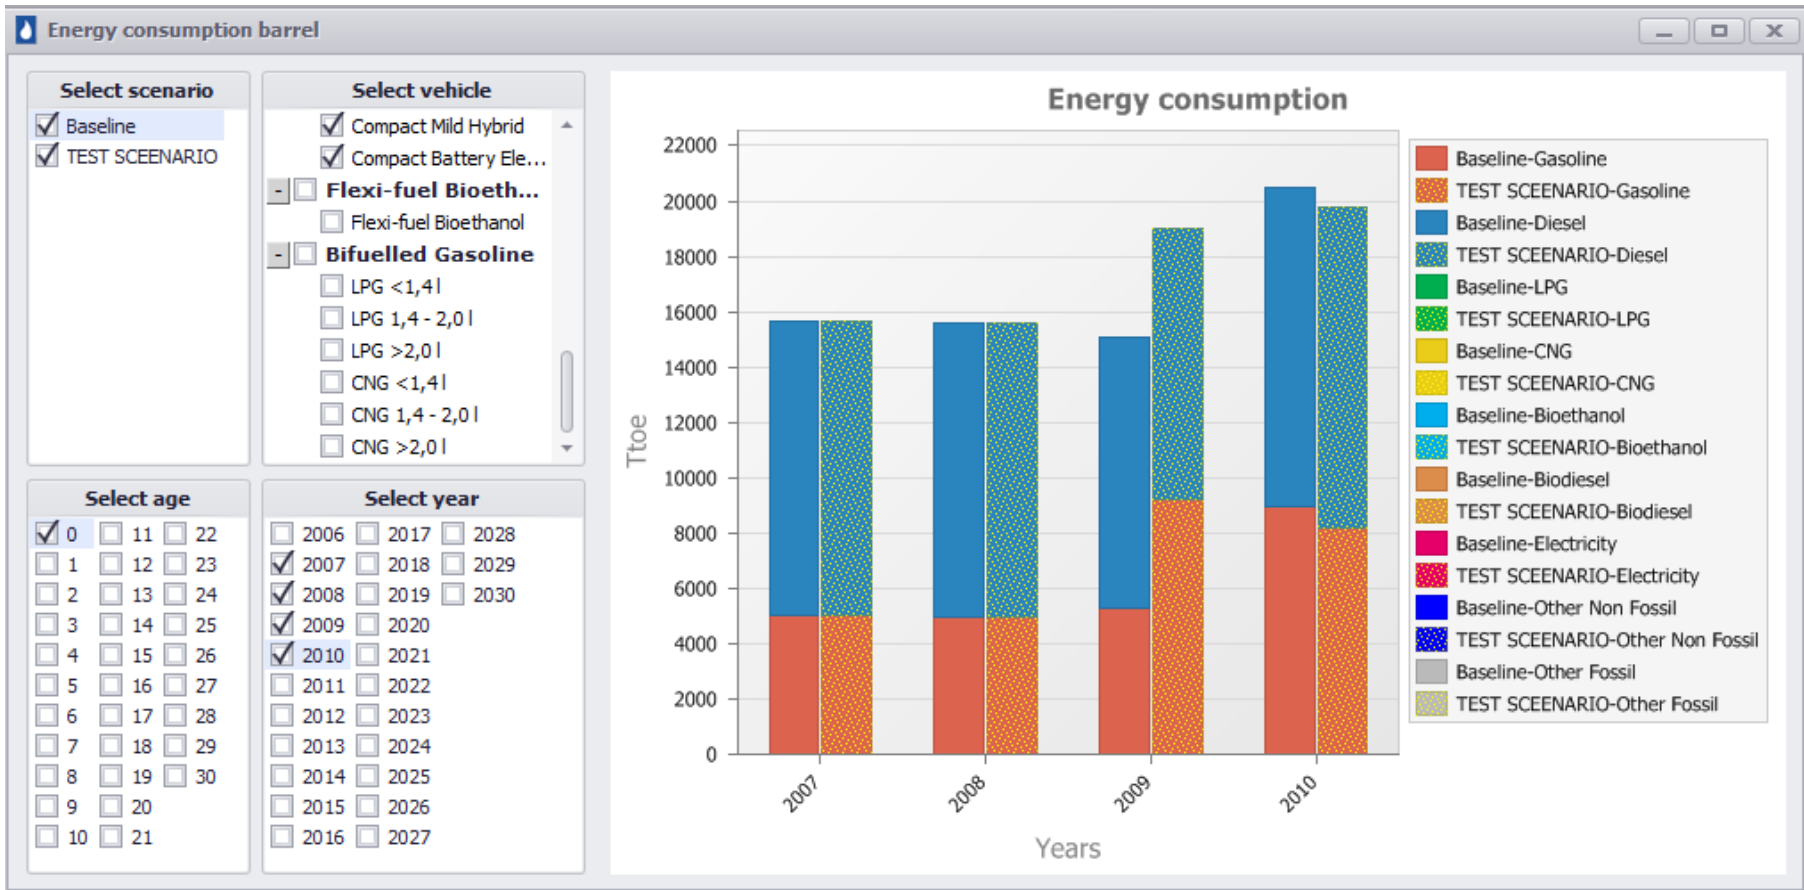 Energy consumption barrel
Select scenario
Baseline
TEST SCEENARIO
Select vehicle
Compact Mild Hybrid
Compact Battery Ele...
- Flexi-fuel Bioeth...
Flexi-fuel Bioethanol
- Bifuelled Gasoline
LPG <1,4 l
LPG 1,4 - 2,0 l
LPG >2,0 l
CNG <1,4 l
CNG 1,4 - 2,0 l
CNG >2,0 l
Select age
0 11 22
1 12 23
2 13 24
3 14 25
4 15 26
5 16 27
6 17 28
7 18 29
8 19 30
9 20
10 21
Select year
2006 2017 2028
2007 2018 2029
2008 2019 2030
2009 2020
2010 2021
2011 2022
2012 2023
2013 2024
2014 2025
2015 2026
2016 2027
Energy consumption
Ttoe
22000
20000
18000
16000
14000
12000
10000
8000
6000
4000
2000
0
2007 2008 2009 2010
Years
Baseline-Gasoline
TEST SCEENARIO-Gasoline
Baseline-Diesel
TEST SCEENARIO-Diesel
Baseline-LPG
TEST SCEENARIO-LPG
Baseline-CNG
TEST SCEENARIO-CNG
Baseline-Bioethanol
TEST SCEENARIO-Bioethanol
Baseline-Biodiesel
TEST SCEENARIO-Biodiesel
Baseline-Electricity
TEST SCEENARIO-Electricity
Baseline-Other Non Fossil
TEST SCEENARIO-Other Non Fossil
Baseline-Other Fossil
TEST SCEENARIO-Other Fossil